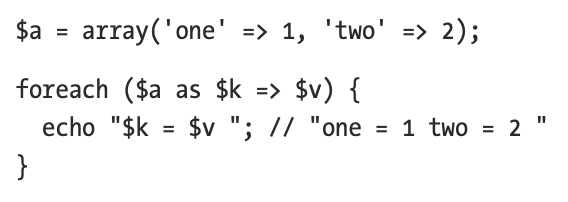 $a = array('one' => 1, 'two' => 2);
foreach ($a as $k => $v) {
  echo "$k = $v "; // "one = 1 two = 2 "
}